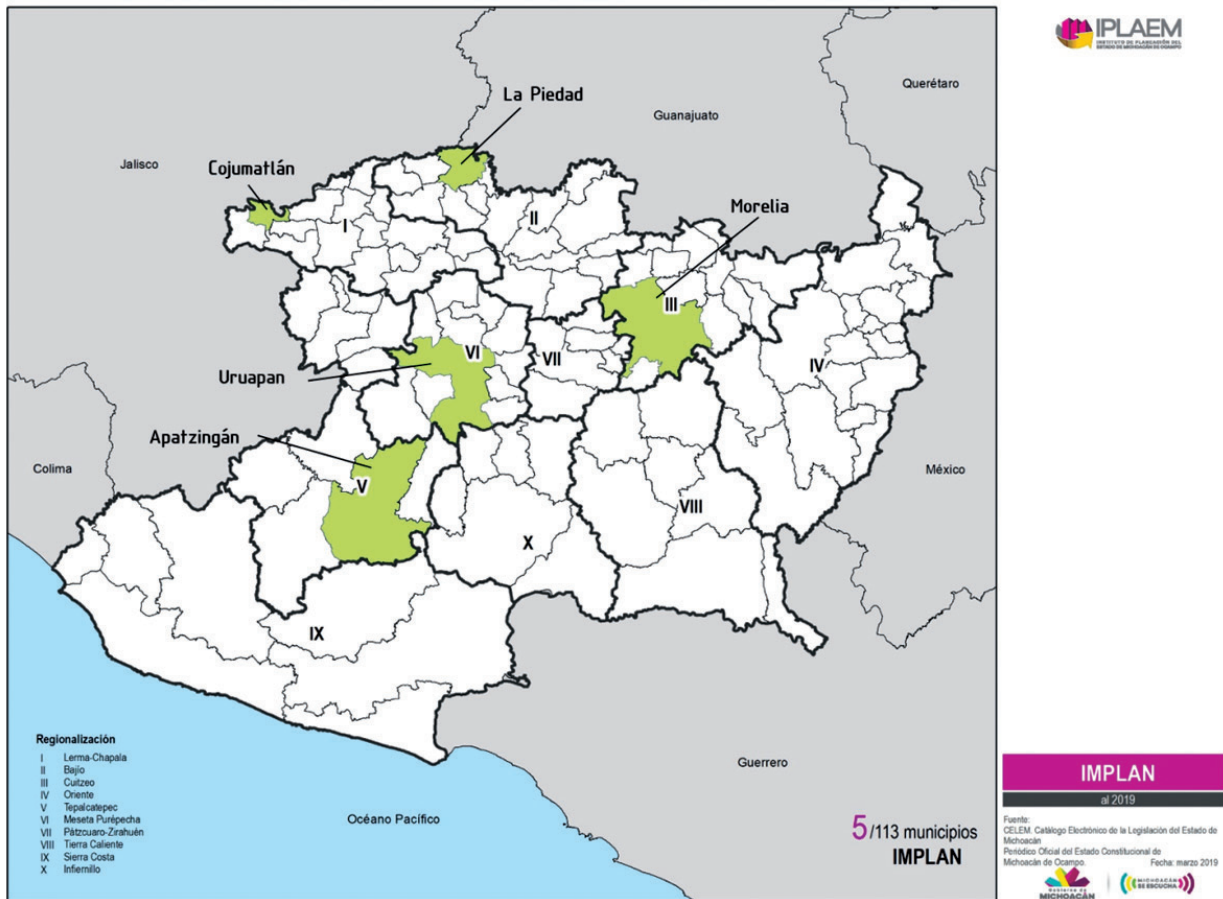 IPLAEM
INSTITUTO DE PLANEACIÓN DEL
ESTADO DE MICHOACÁN DE OCAMPO
Querétaro
La Piedad
Guanajuato
Jalisco
Cojumatlán
Morelia
I
II
III
Uruapan
VI
VII
IV
Apatzingán
Colima
México
V
VIII
X
IX
Regionalización
I Lerma-Chapala
II Bajío
III Cuitzeo
IV Oriente
V Tepalcatepec
VI Meseta Purépecha
VII Pátzcuaro-Zirahuén
VIII Tierra Caliente
IX Sierra Costa
X Infiernillo
Océano Pacífico
Guerrero
5/113 municipios
IMPLAN
IMPLAN
al 2019
Fuente:
CELEM. Catálogo Electrónico de la Legislación del Estado de
Michoacán
Periódico Oficial del Estado Constitucional de
Michoacán de Ocampo. Fecha: marzo 2019
MICHOACÁN
MICHOACÁN
SE ESCUCHA